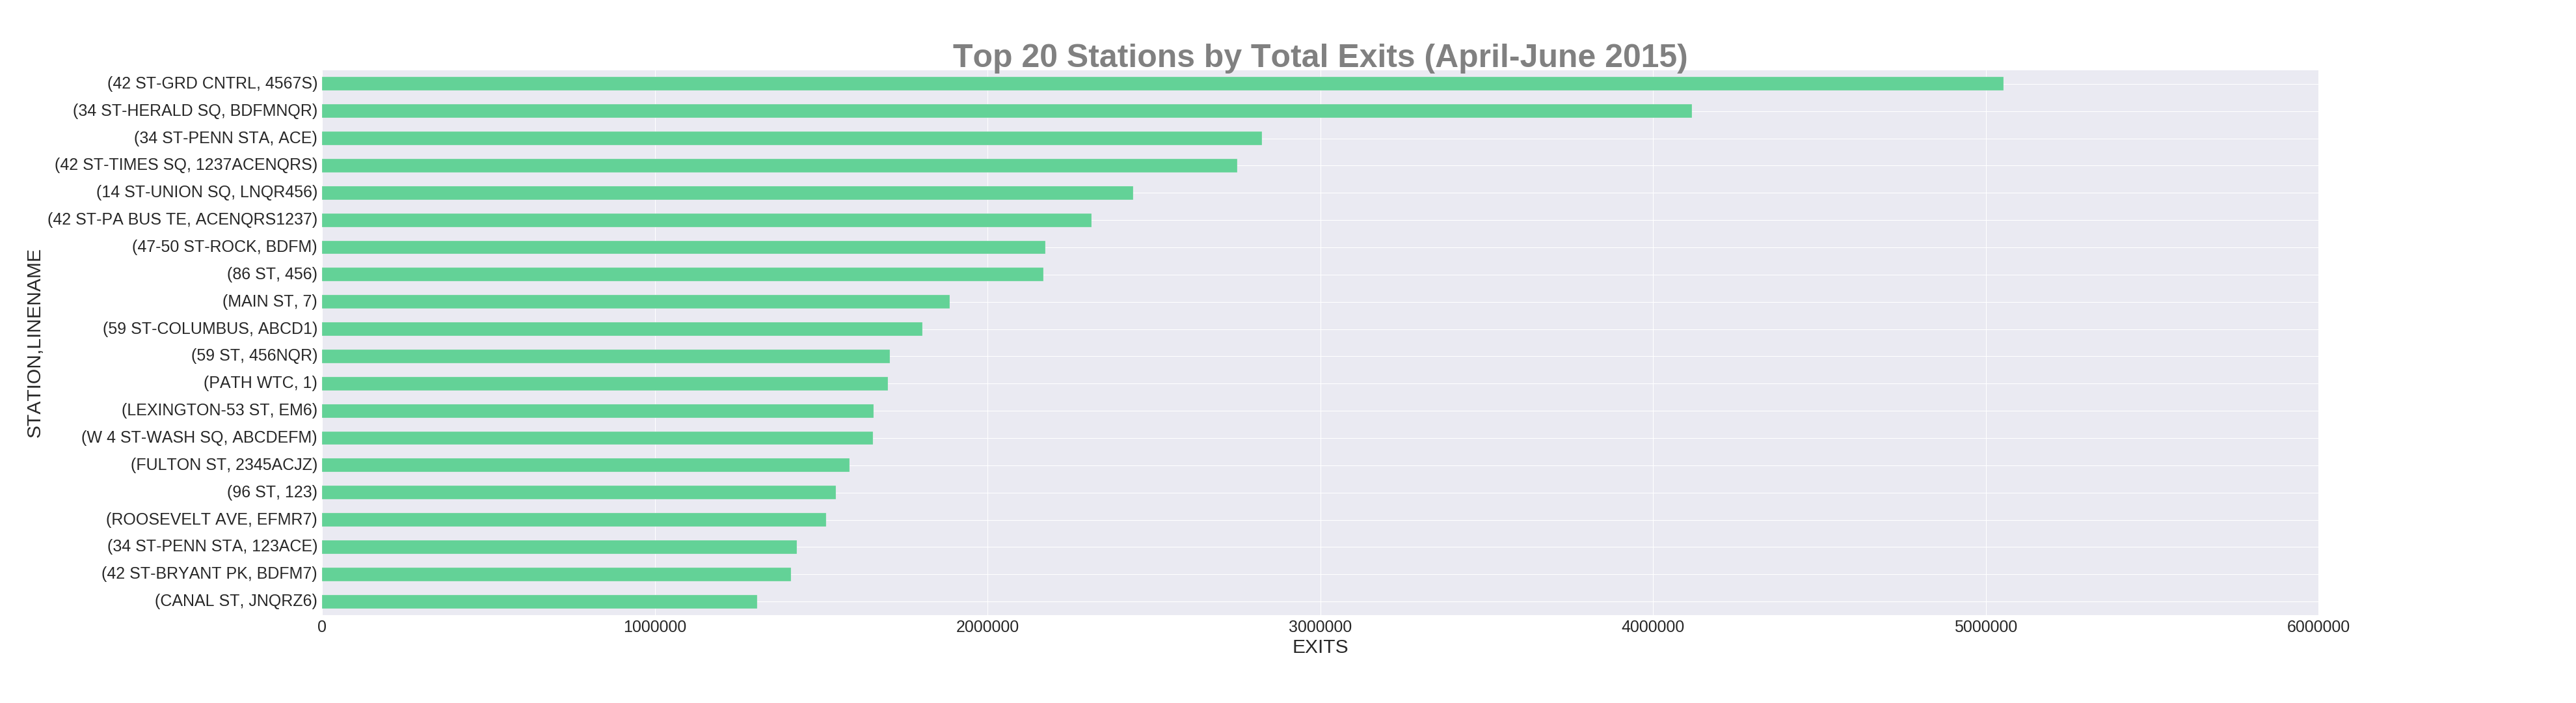 Top 20 Stations by Total Exits (April-June 2015)
STATION,LINENAME
(42 ST-GRD CNTRL, 4567S)
(34 ST-HERALD SQ, BDFMNQR)
(34 ST-PENN STA, ACE)
(42 ST-TIMES SQ, 1237ACENQRS)
(14 ST-UNION SQ, LNQR456)
(42 ST-PA BUS TE, ACENQRS1237)
(47-50 ST-ROCK, BDFM)
(86 ST, 456)
(MAIN ST, 7)
(59 ST-COLUMBUS, ABCD1)
(59 ST, 456NQR)
(PATH WTC, 1)
(LEXINGTON-53 ST, EM6)
(W 4 ST-WASH SQ, ABCDEFM)
(FULTON ST, 2345ACJZ)
(96 ST, 123)
(ROOSEVELT AVE, EFMR7)
(34 ST-PENN STA, 123ACE)
(42 ST-BRYANT PK, BDFM7)
(CANAL ST, JNQRZ6)
0 1000000 2000000 3000000 4000000 5000000 6000000
EXITS